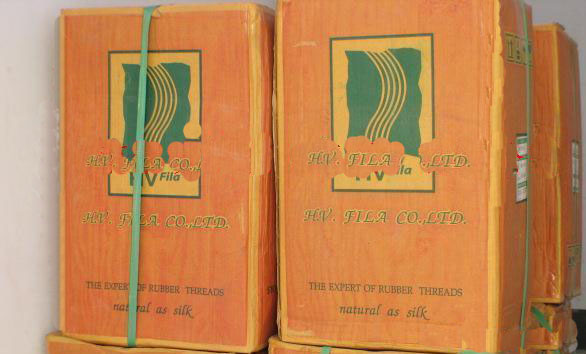 HV. FILA CO.,
HV Fila
HV. FILA CO.,LTD.
THE EXPERT OF RUBBER THREADS
natural as silk
HV. FILA CO.,LTD.
HV Fila
HV. FILA CO.,LTD.
THE EXPERT OF RUBBER THREADS
natural as silk